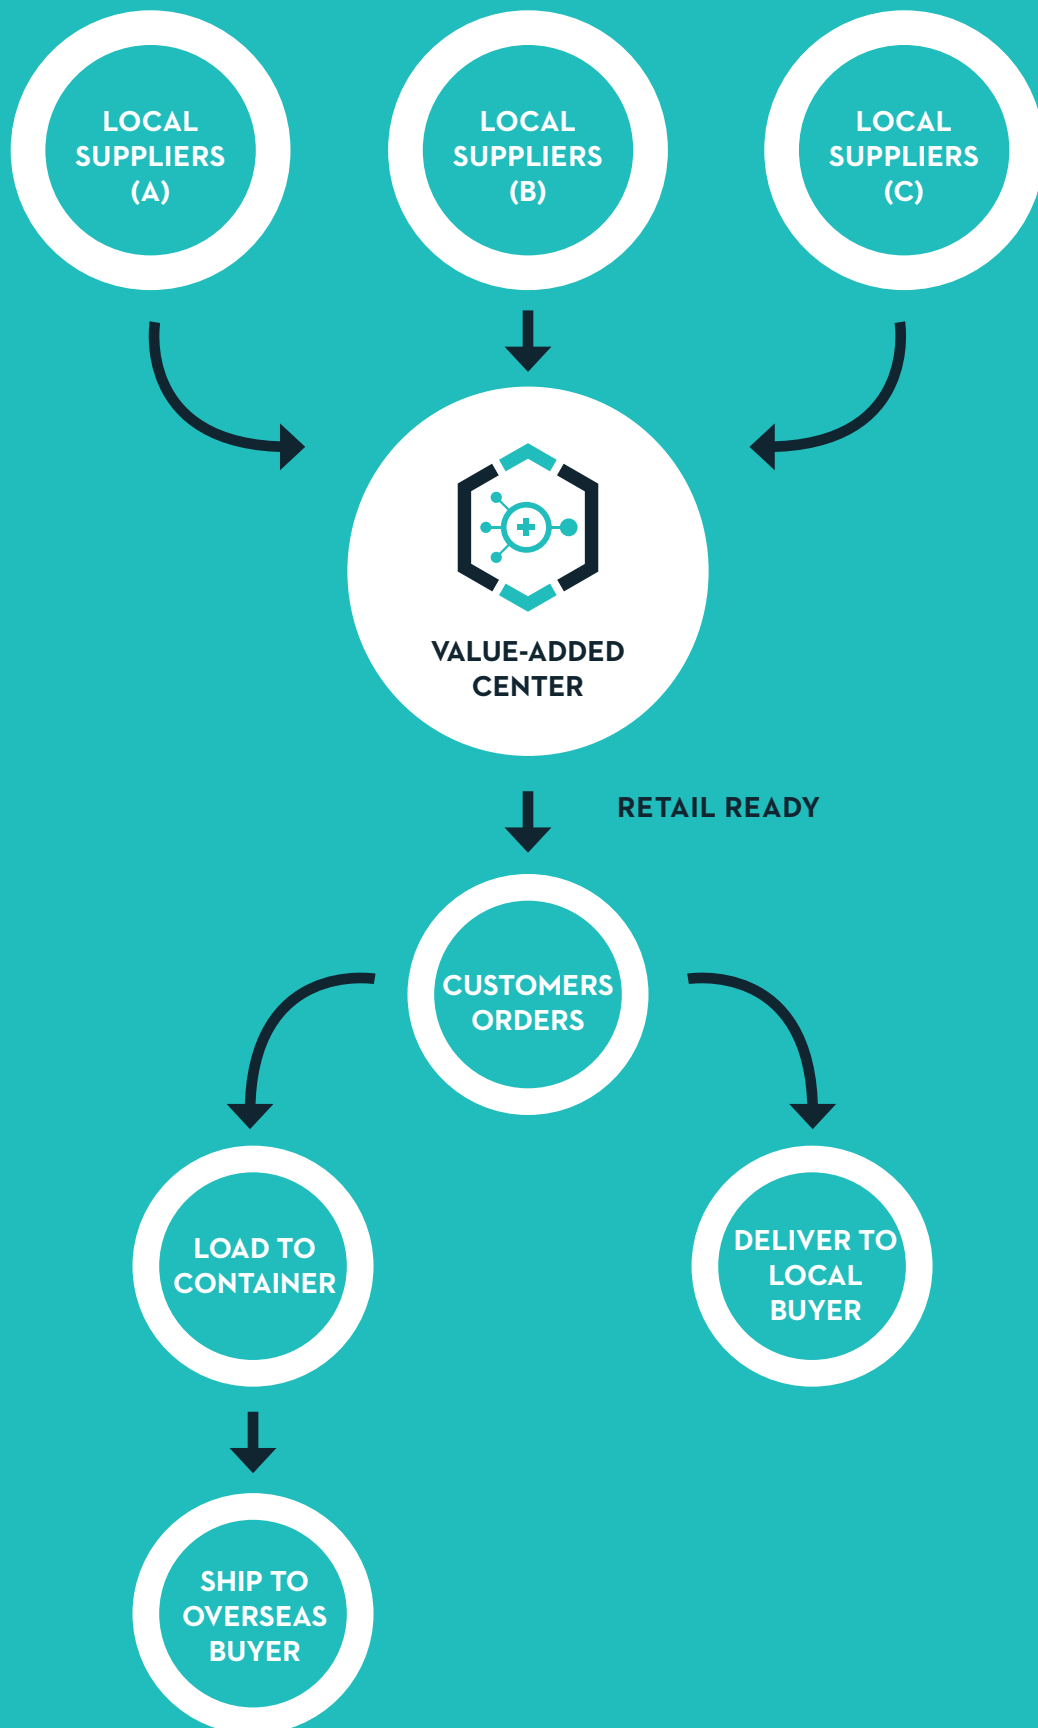 LOCAL
SUPPLIERS
(A)
LOCAL
SUPPLIERS
(B)
LOCAL
SUPPLIERS
(C)
VALUE-ADDED
CENTER
RETAIL READY
CUSTOMERS
ORDERS
LOAD TO
CONTAINER
DELIVER TO
LOCAL
BUYER
SHIP TO
OVERSEAS
BUYER